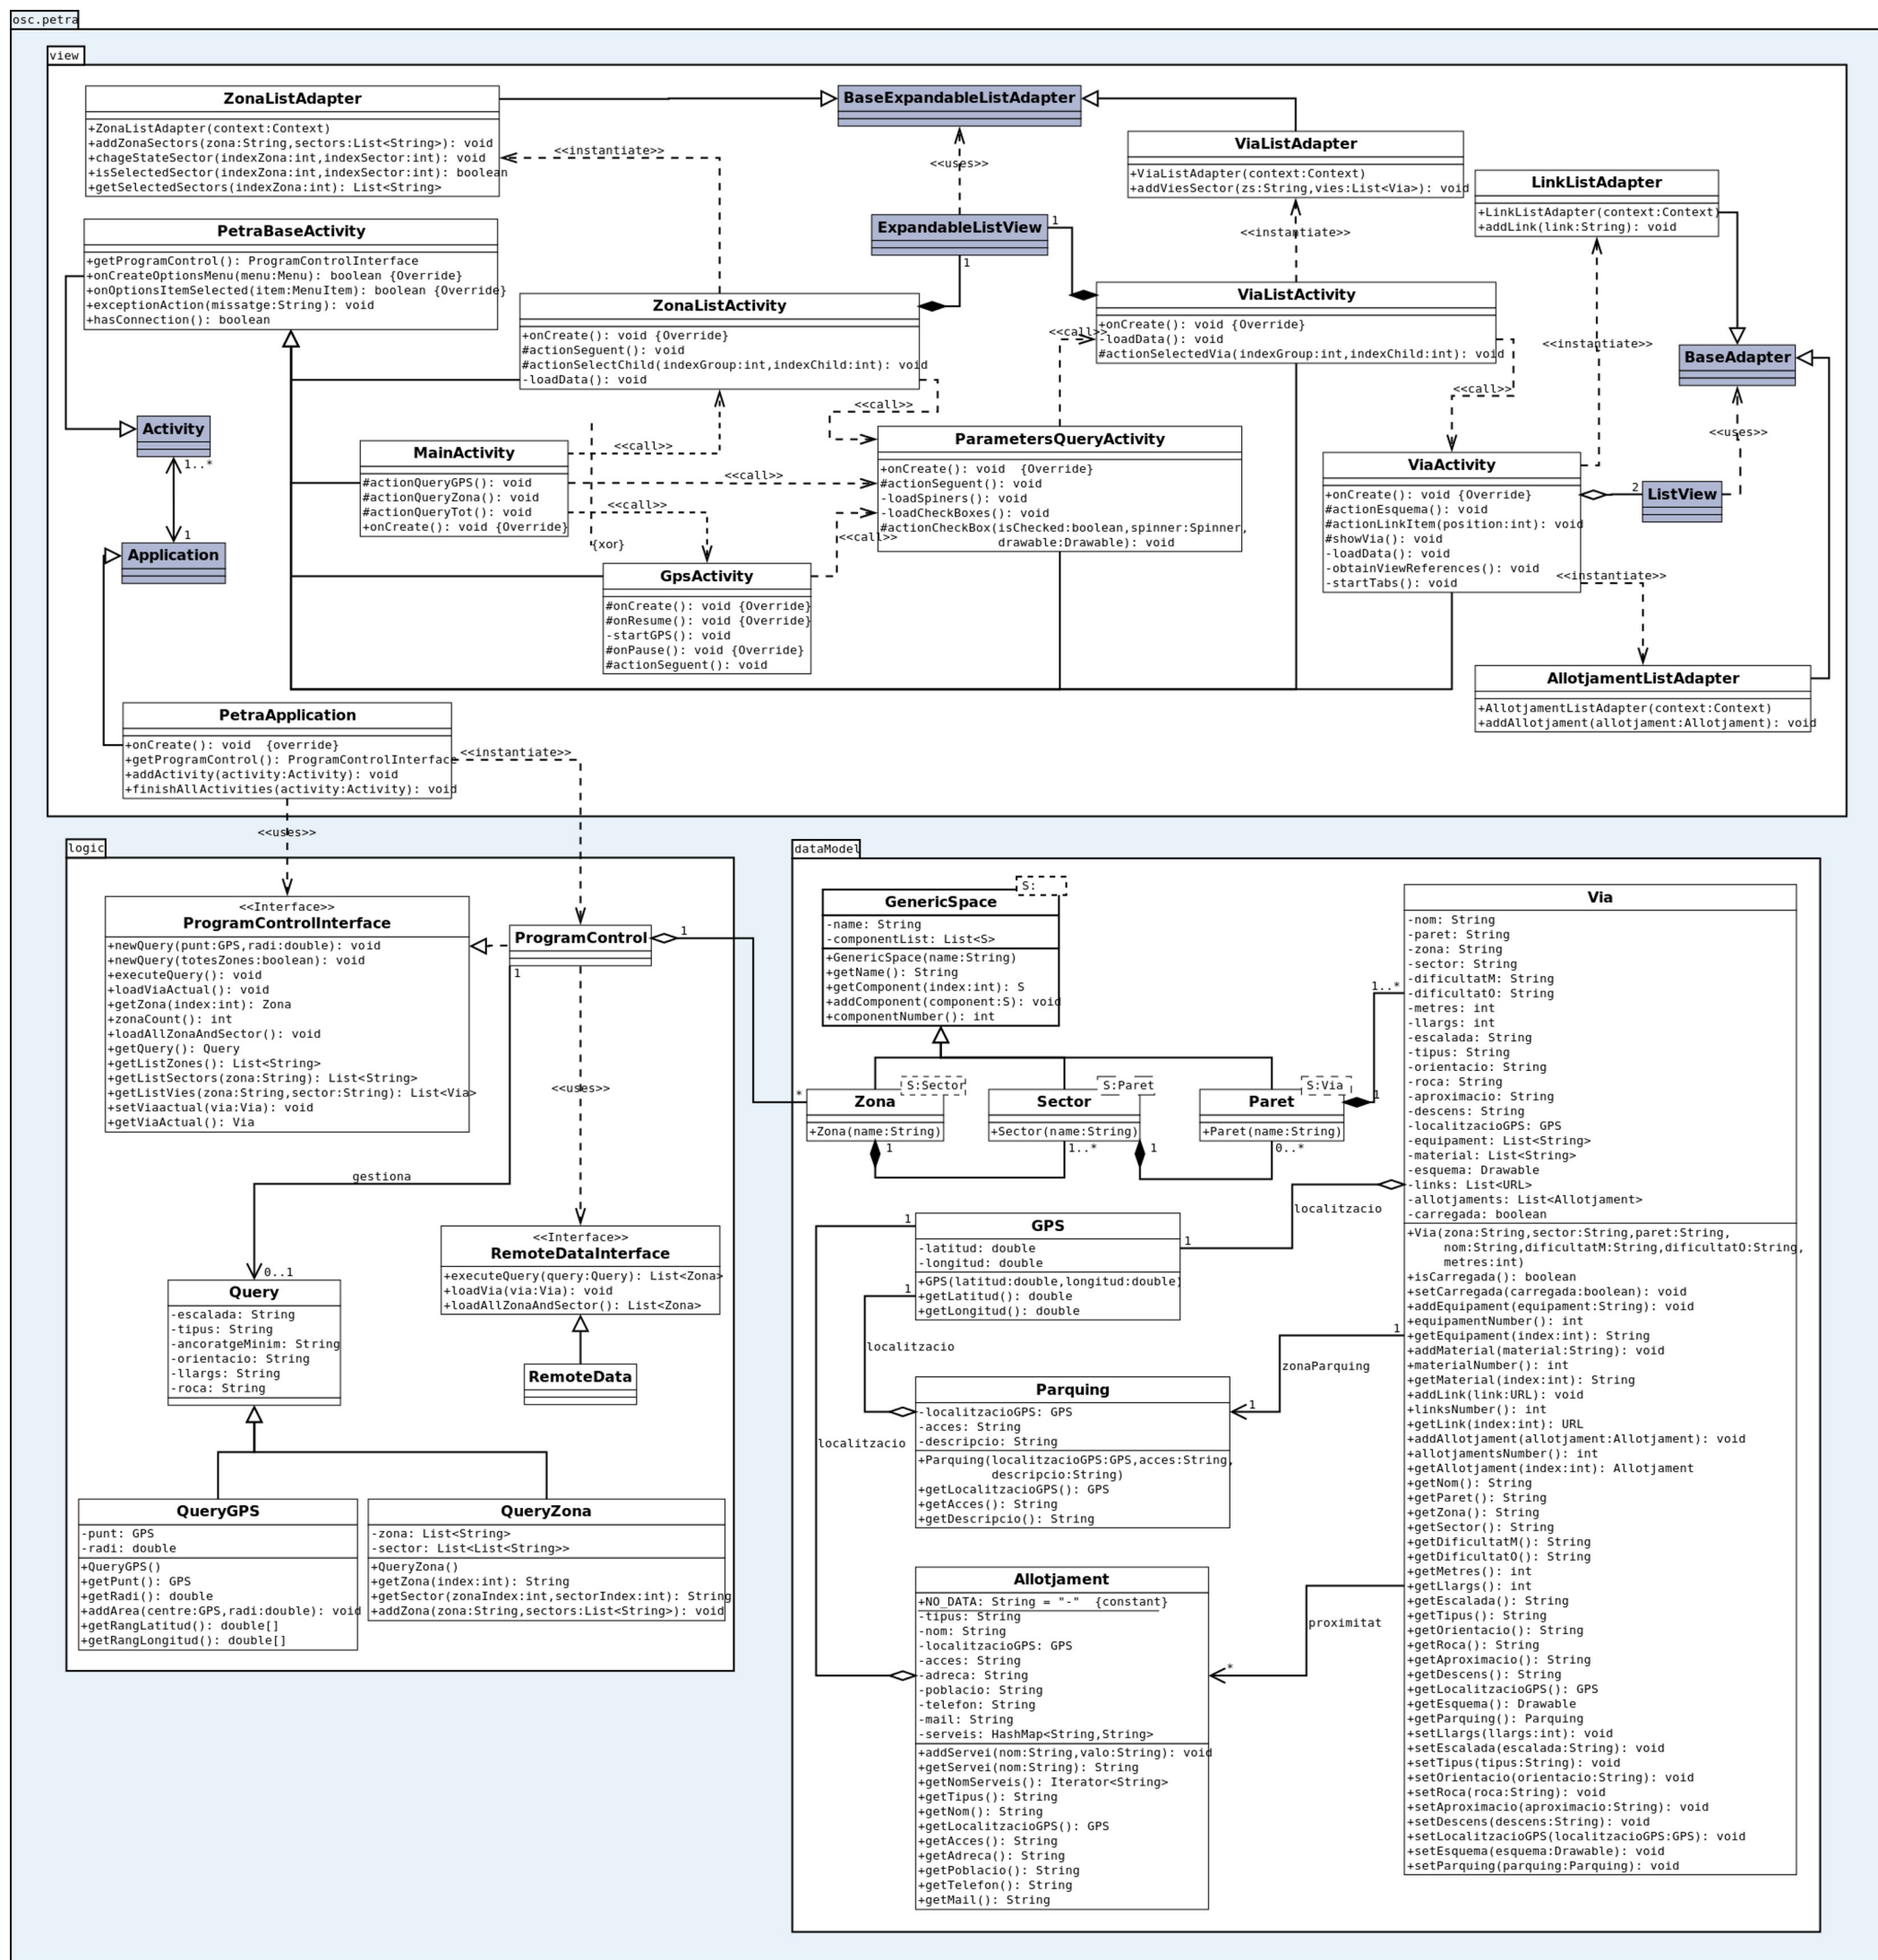 osc.petra
view
ZonaListAdapter
+ZonaListAdapter(context:Context)
+addZonaSectors(zona:String,sectors:List<String>): void
+chageStateSector(indexZona:int,indexSector:int): void
+isSelectedSector(indexZona:int,indexSector:int): boolean
+getSelectedSectors(indexZona:int): List<String>
<<instantiate>>
BaseExpandableListAdapter
<<uses>>
ViaListAdapter
+ViaListAdapter(context:Context)
+addViesSector(zs:String,vies:List<Via>): void
<<instantiate>>
LinkListAdapter
+LinkListAdapter(context:Context)
+addLink(link:String): void
PetraBaseActivity
+getProgramControl(): ProgramControlInterface
+onCreateOptionsMenu(menu:Menu): boolean {Override}
+onOptionsItemSelected(item:MenuItem): boolean {Override}
+exceptionAction(missatge:String): void
+hasConnection(): boolean
ExpandableListView
1
1
ZonaListActivity
+onCreate(): void {Override}
#actionSeguent(): void
#actionSelectChild(indexGroup:int,indexChild:int): void
-loadData(): void
ViaListActivity
+onCreate(): void {Override}
-loadData(): void
#actionSelectedVia(indexGroup:int,indexChild:int): void
<<call>>
<<instantiate>>
BaseAdapter
<<call>>
<<call>>
<<uses>>
Activity
1..*
1
Application
MainActivity
#actionQueryGPS(): void
#actionQueryZona(): void
#actionQueryTot(): void
+onCreate(): void {Override}
<<call>>
<<call>>
<<call>>
{xor}
<<call>>
ParametersQueryActivity
+onCreate(): void  {Override}
#actionSeguent(): void
-loadSpiners(): void
-loadCheckBoxes(): void
#actionCheckBox(isChecked:boolean,spinner:Spinner,
drawable:Drawable): void
ViaActivity
+onCreate(): void {Override}
#actionEsquema(): void
#actionLinkItem(position:int): void
#showVia(): void
-loadData(): void
-obtainViewReferences(): void
-startTabs(): void
2
ListView
<<instantiate>>
GpsActivity
#onCreate(): void {Override}
#onResume(): void {Override}
-startGPS(): void
#onPause(): void {Override}
#actionSeguent(): void
AllotjamentListAdapter
+AllotjamentListAdapter(context:Context)
+addAllotjament(allotjament:Allotjament): void
PetraApplication
+onCreate(): void  {override}
+getProgramControl(): ProgramControlInterface
+addActivity(activity:Activity): void
+finishAllActivities(activity:Activity): void
<<instantiate>>
<<uses>>
logic
<<Interface>>
ProgramControlInterface
+newQuery(punt:GPS,radi:double): void
+newQuery(totesZones:boolean): void
+executeQuery(): void
+loadViaActual(): void
+getZona(index:int): Zona
+zonaCount(): int
+loadAllZonaAndSector(): void
+getQuery(): Query
+getListZones(): List<String>
+getListSectors(zona:String): List<String>
+getListVies(zona:String,sector:String): List<Via>
+setViaactual(via:Via): void
+getViaActual(): Via
ProgramControl
1
1
<<uses>>
gestiona
0..1
Query
-escalada: String
-tipus: String
-ancoratgeMinim: String
-orientacio: String
-llargs: String
-roca: String
<<Interface>>
RemoteDataInterface
+executeQuery(query:Query): List<Zona>
+loadVia(via:Via): void
+loadAllZonaAndSector(): List<Zona>
RemoteData
QueryGPS
-punt: GPS
-radi: double
+QueryGPS()
+getPunt(): GPS
+getRadi(): double
+addArea(centre:GPS,radi:double): void
+getRangLatitud(): double[]
+getRangLongitud(): double[]
QueryZona
-zona: List<String>
-sector: List<List<String>>
+QueryZona()
+getZona(index:int): String
+getSector(zonaIndex:int,sectorIndex:int): String
+addZona(zona:String,sectors:List<String>): void
dataModel
S:
GenericSpace
-name: String
-componentList: List<S>
+GenericSpace(name:String)
+getName(): String
+getComponent(index:int): S
+addComponent(component:S): void
+componentNumber(): int
*
S:Sector
Zona
+Zona(name:String)
1
S:Paret
Sector
+Sector(name:String)
1..*
1
S:Via
Paret
+Paret(name:String)
0..*
1
1..*
GPS
-latitud: double
-longitud: double
+GPS(latitud:double,longitud:double)
+getLatitud(): double
+getLongitud(): double
1
1
1
localitzacio
localitzacio
localitzacio
Parquing
-localitzacioGPS: GPS
-acces: String
-descripcio: String
+Parquing(localitzacioGPS:GPS,acces:String,
descripcio:String)
+getLocalitzacioGPS(): GPS
+getAcces(): String
+getDescripcio(): String
1
zonaParquing
1
Allotjament
+NO_DATA: String = "-"  {constant}
-tipus: String
-nom: String
-localitzacioGPS: GPS
-acces: String
-adreca: String
-poblacio: String
-telefon: String
-mail: String
-serveis: HashMap<String,String>
+addServei(nom:String,valo:String): void
+getServei(nom:String): String
+getNomServeis(): Iterator<String>
+getTipus(): String
+getNom(): String
+getLocalitzacioGPS(): GPS
+getAcces(): String
+getAdreca(): String
+getPoblacio(): String
+getTelefon(): String
+getMail(): String
proximitat
*
Via
-nom: String
-paret: String
-zona: String
-sector: String
-dificultatM: String
-dificultatO: String
-metres: int
-llargs: int
-escalada: String
-tipus: String
-orientacio: String
-roca: String
-aproximacio: String
-descens: String
-localitzacioGPS: GPS
-equipament: List<String>
-material: List<String>
-esquema: Drawable
-links: List<URL>
-allotjaments: List<Allotjament>
-carregada: boolean
+Via(zona:String,sector:String,paret:String,
nom:String,dificultatM:String,dificultatO:String,
metres:int)
+isCarregada(): boolean
+setCarregada(carregada:boolean): void
+addEquipament(equipament:String): void
+equipamentNumber(): int
+getEquipament(index:int): String
+addMaterial(material:String): void
+materialNumber(): int
+getMaterial(index:int): String
+addLink(link:URL): void
+linksNumber(): int
+getLink(index:int): URL
+addAllotjament(allotjament:Allotjament): void
+allotjamentsNumber(): int
+getAllotjament(index:int): Allotjament
+getNom(): String
+getParet(): String
+getZona(): String
+getSector(): String
+getDificultatM(): String
+getDificultatO(): String
+getMetres(): int
+getLlargs(): int
+getEscalada(): String
+getTipus(): String
+getOrientacio(): String
+getRoca(): String
+getAproximacio(): String
+getDescens(): String
+getLocalitzacioGPS(): GPS
+getEsquema(): Drawable
+getParquing(): Parquing
+setLlargs(llargs:int): void
+setEscalada(escalada:String): void
+setTipus(tipus:String): void
+setOrientacio(orientacio:String): void
+setRoca(roca:String): void
+setAproximacio(aproximacio:String): void
+setDescens(descens:String): void
+setLocalitzacioGPS(localitzacioGPS:GPS): void
+setEsquema(esquema:Drawable): void
+setParquing(parquing:Parquing): void